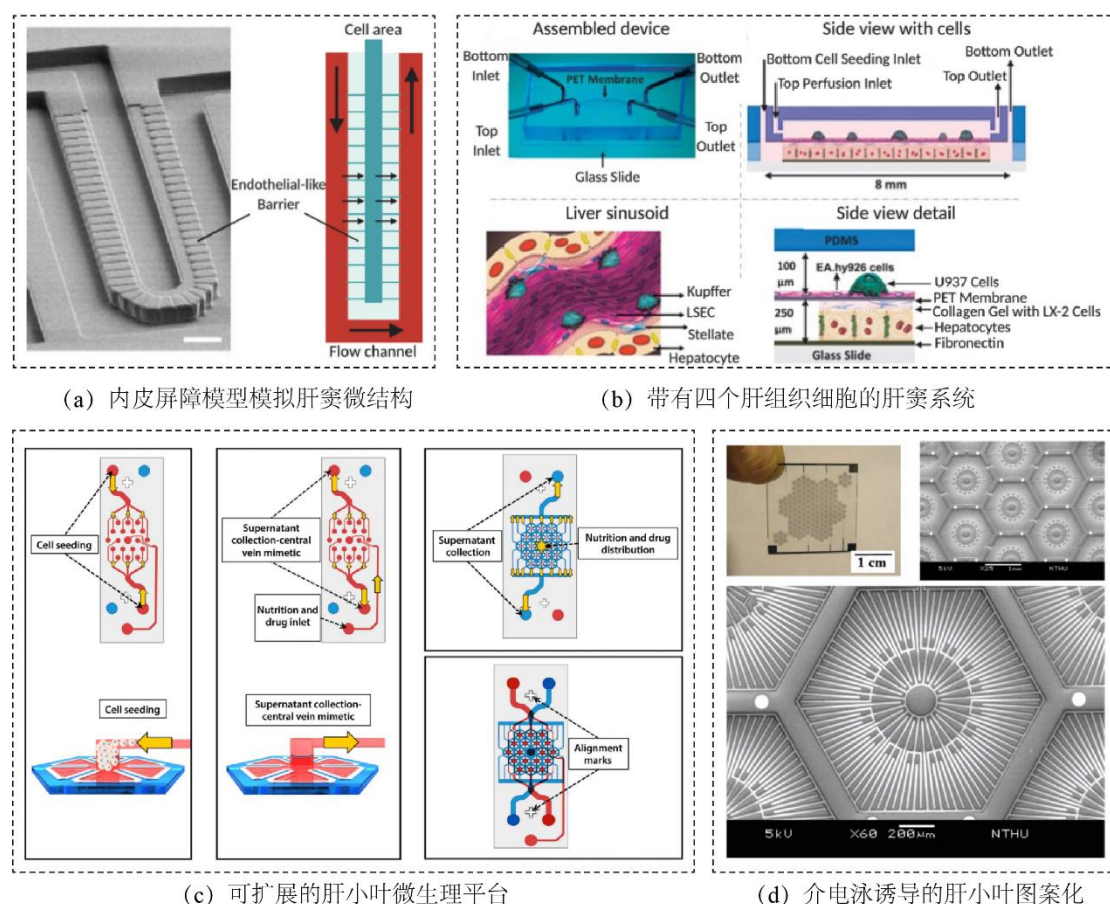 Cell area
Endothelial-like
Barrier
Flow channel
(a) 内皮屏障模型模拟肝窦微结构
Assembled device
Bottom
Inlet
PET Membrane
Bottom
Outlet
Top
Inlet
Top
Outlet
Glass Slide
Side view with cells
Bottom Cell Seeding Inlet
Bottom Outlet
Top Perfusion Inlet
Top Outlet
8 mm
Liver sinusoid
Kupffer
LSEC
Stellate
Hepatocyte
Side view detail
PDMS
100
μm
EA.hy926 cells
U937 Cells
PET Membrane
Collagen Gel with LX-2 Cells
250
μm
Hepatocytes
Fibronectin
Glass Slide
(b) 带有四个肝组织细胞的肝窦系统
Cell seeding
Cell seeding
Supernatant
collection-central
vein mimetic
Nutrition and
drug inlet
Supernatant collection-
central vein mimetic
Supernatant
collection
Nutrition and drug
distribution
Alignment
marks
(c) 可扩展的肝小叶微生理平台
1 cm
5kV X25 1mm NTHU
5kV X60 200μm NTHU
(d) 介电泳诱导的肝小叶图案化